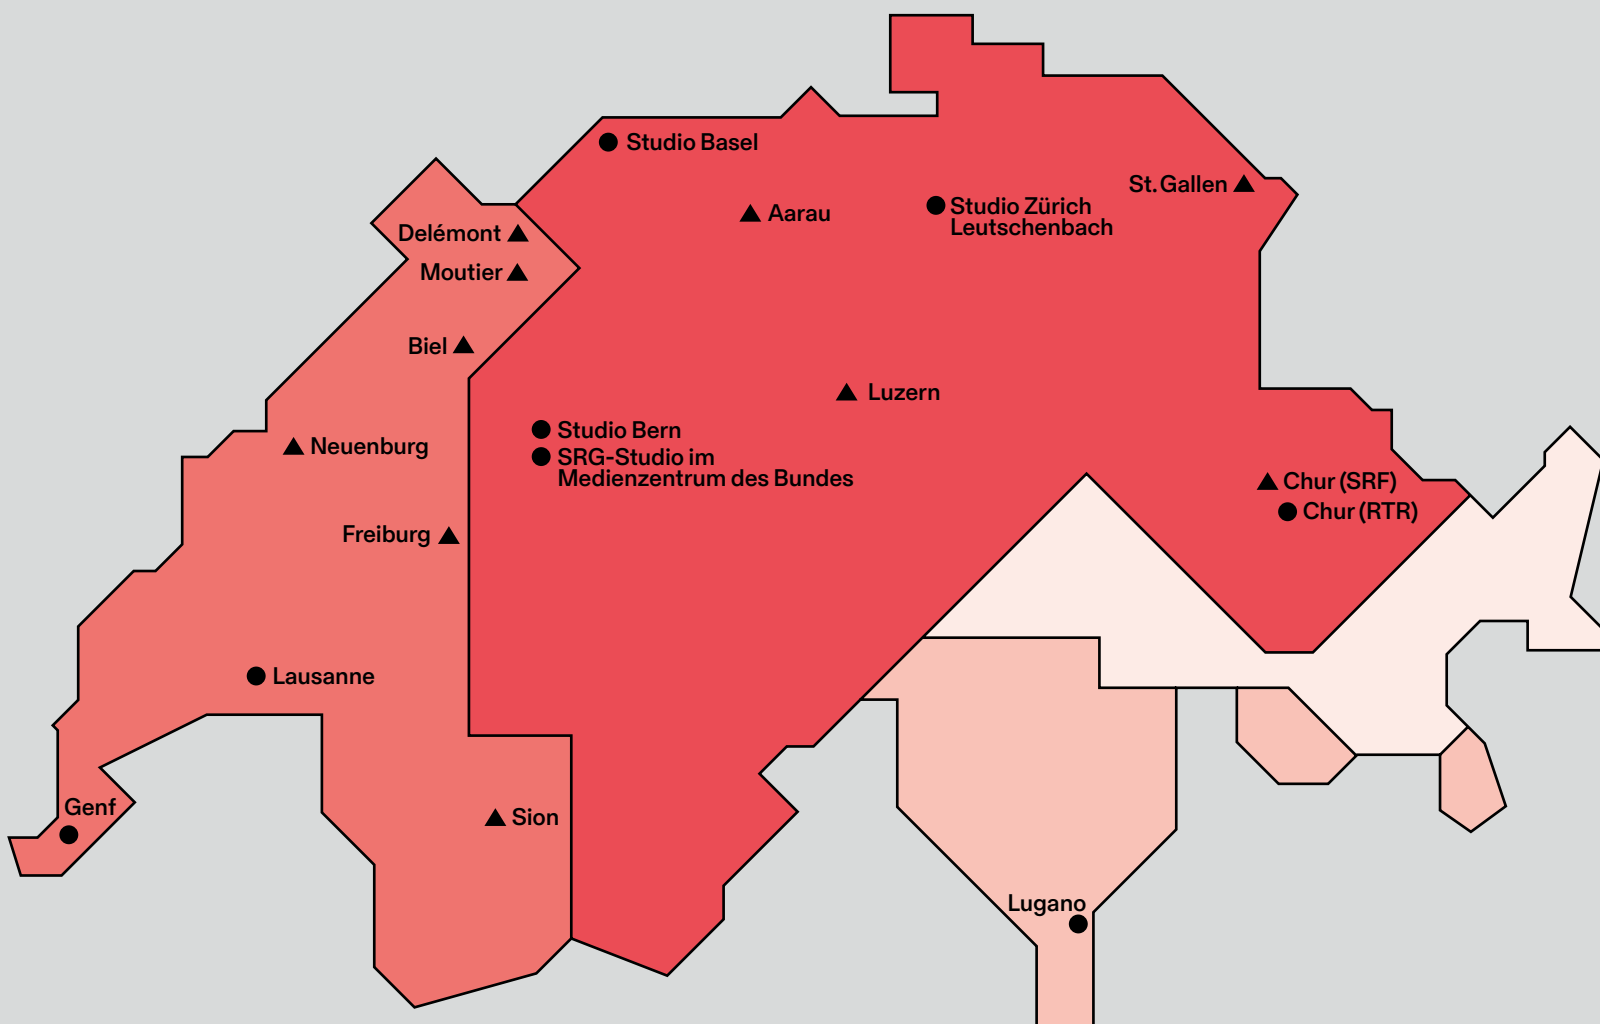 Studio Basel
St. Gallen
Aarau
Studio Zürich
Leutschenbach
Delémont
Moutier
Biel
Luzern
Neuenburg
Studio Bern
SRG-Studio im
Medienzentrum des Bundes
Chur (SRF)
Chur (RTR)
Freiburg
Lausanne
Genf
Sion
Lugano